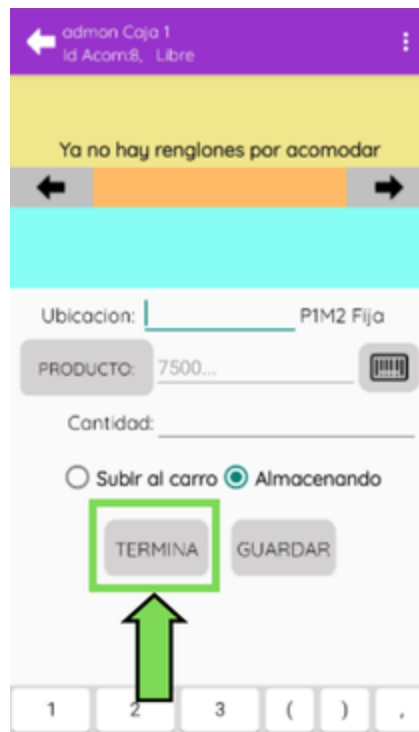 admon Caja 1
Id Acom:8, Libre
Ya no hay renglones por acomodar
Ubicacion: P1M2 Fija
PRODUCTO: 7500...
Cantidad:
Subir al carro Almacenando
TERMINA GUARDAR
1 2 3 ( ) ,